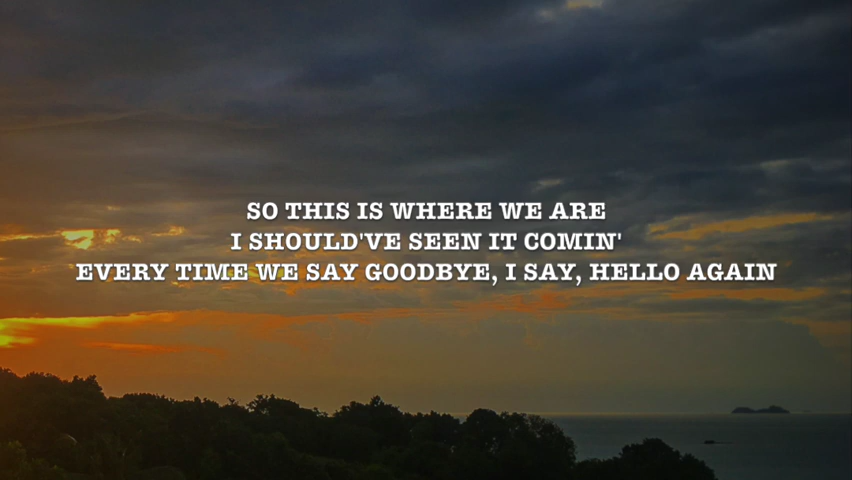 SO THIS IS WHERE WE ARE
I SHOULD'VE SEEN IT COMIN'
EVERY TIME WE SAY GOODBYE, I SAY, HELLO AGAIN